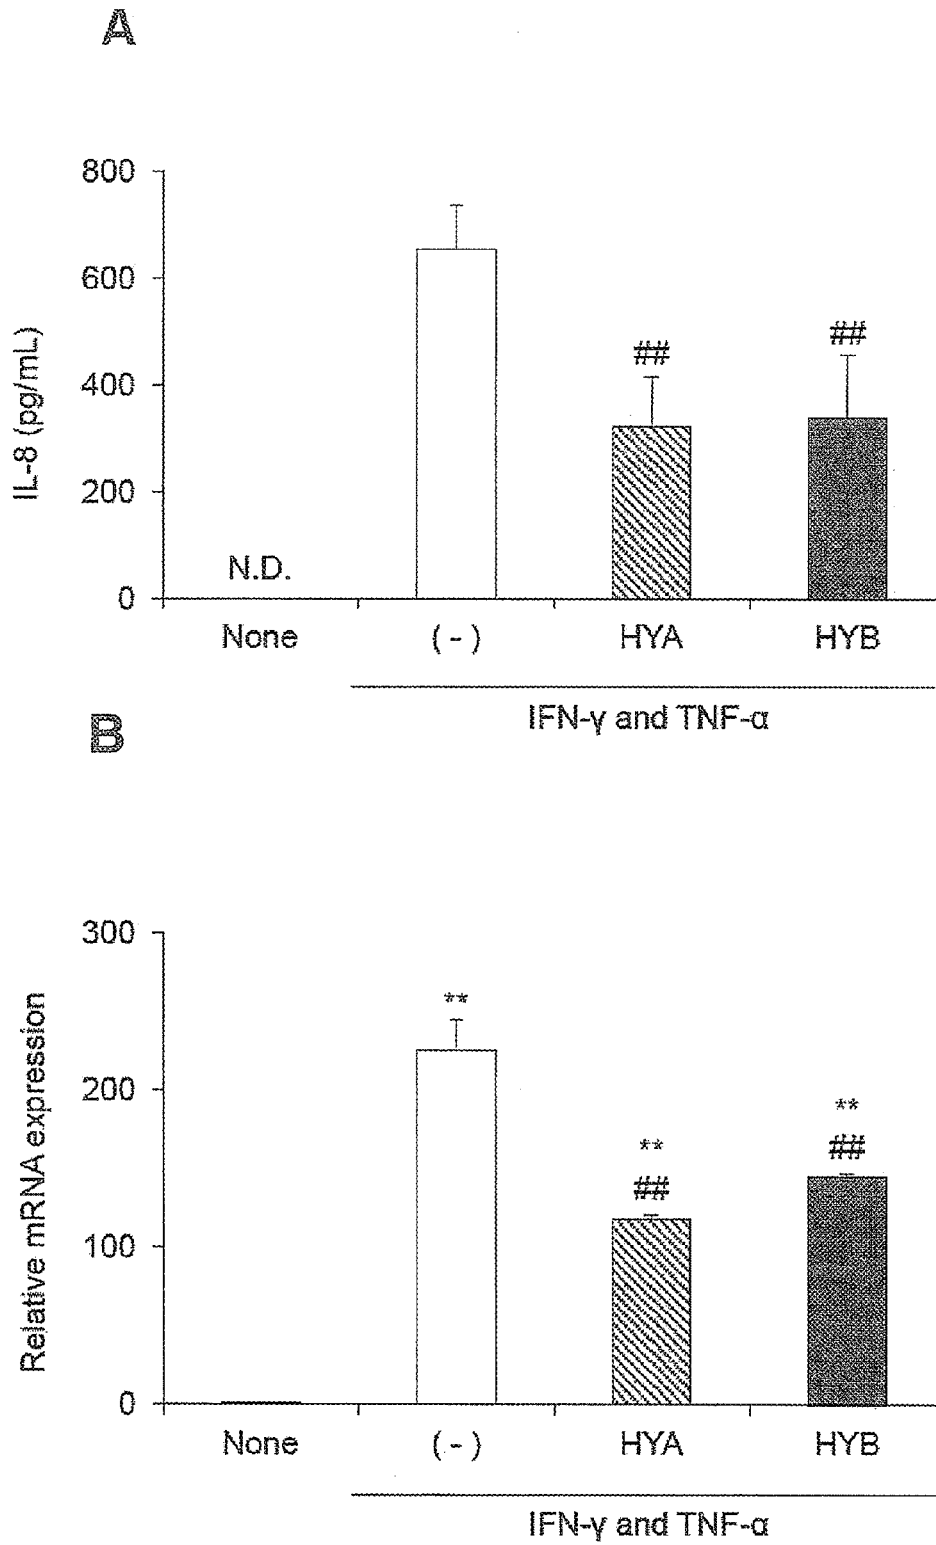 A
800
600
400
200
0
IL-8 (pg/mL)
N.D.
##
##
None
( - )
HYA
HYB
IFN-γ and TNF-α
B
300
200
100
0
Relative mRNA expression
**
**
##
**
##
None
( - )
HYA
HYB
IFN-γ and TNF-α